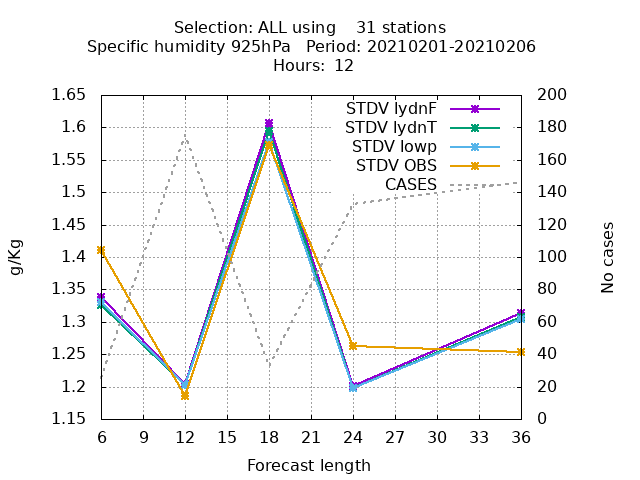 Selection: ALL using    31 stations
Specific humidity 925hPa   Period: 20210201-20210206
Hours: 12
STDV lydnF
STDV lydnT
STDV lowp
STDV OBS
CASES
1.65
1.6
1.55
1.5
1.45
1.4
1.35
1.3
1.25
1.2
1.15
200
180
160
140
120
100
80
60
40
20
0
g/Kg
No cases
6 9 12 15 18 21 24 27 30 33 36
Forecast length